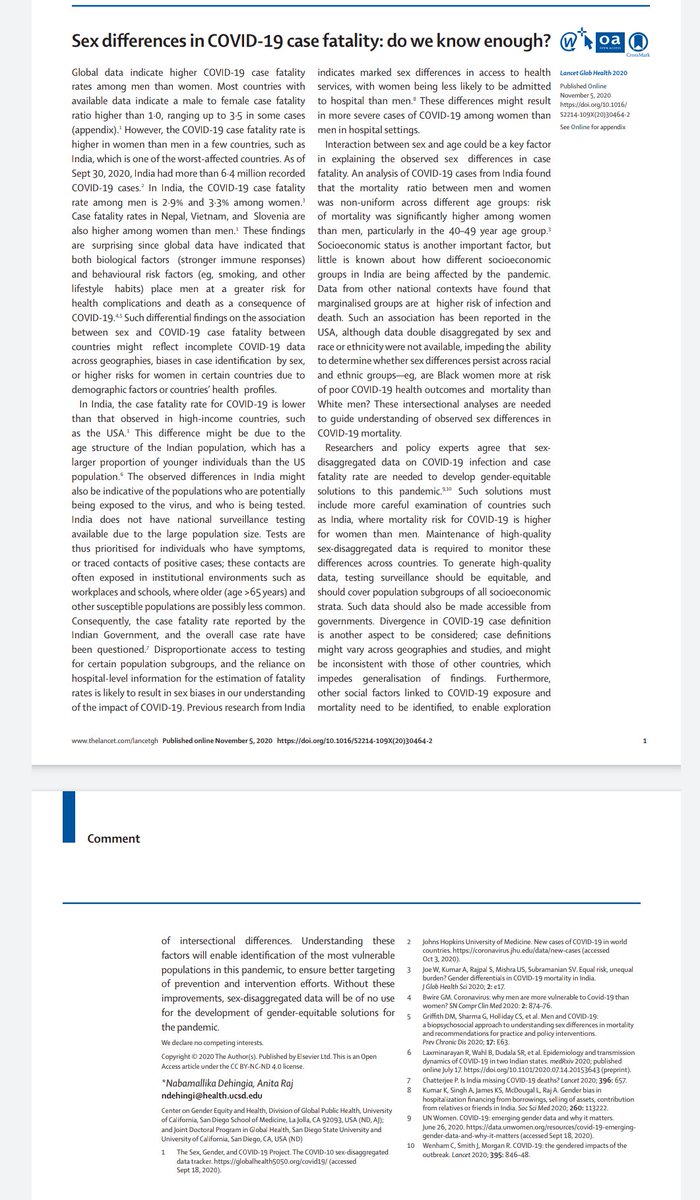 Sex differences in COVID-19 case fatality: do we know enough?
Global data indicate higher COVID-19 case fatality
rates among men than women. Most countries with
available data indicate a male to female case fatality
ratio higher than 1·0, ranging up to 3·5 in some cases
(appendix).1 However, the COVID-19 case fatality rate is
higher in women than men in a few countries, such as
India, which is one of the worst-affected countries. As of
Sept 30, 2020, India had more than 6·4 million recorded
COVID-19 cases.2 In India, the COVID-19 case fatality
rate among men is 2·9% and 3·3% among women.3
Case fatality rates in Nepal, Vietnam, and Slovenia are
also higher among women than men.1 These findings
are surprising since global data have indicated that
both biological factors (stronger immune responses)
and behavioural risk factors (eg, smoking, and other
lifestyle habits) place men at a greater risk for
health complications and death as a consequence of
COVID-19.4,5 Such differential findings on the association
between sex and COVID-19 case fatality between
countries might reflect incomplete COVID-19 data
across geographies, biases in case identification by sex,
or higher risks for women in certain countries due to
demographic factors or countries' health profiles.
In India, the case fatality rate for COVID-19 is lower
than that observed in high-income countries, such
as the USA.1 This difference might be due to the
age structure of the Indian population, which has a
larger proportion of younger individuals than the US
population.6 The observed differences in India might
also be indicative of the populations who are potentially
being exposed to the virus, and who is being tested.
India does not have national surveillance testing
available due to the large population size. Tests are
thus prioritised for individuals who have symptoms,
or traced contacts of positive cases; these contacts are
often exposed in institutional environments such as
workplaces and schools, where older (age >65 years) and
other susceptible populations are possibly less common.
Consequently, the case fatality rate reported by the
Indian Government, and the overall case rate have
been questioned.7 Disproportionate access to testing
for certain population subgroups, and the reliance on
hospital-level information for the estimation of fatality
rates is likely to result in sex biases in our understanding
of the impact of COVID-19. Previous research from India
indicates marked sex differences in access to health
services, with women being less likely to be admitted
to hospital than men.8 These differences might result
in more severe cases of COVID-19 among women than
men in hospital settings.
Interaction between sex and age could be a key factor
in explaining the observed sex differences in case
fatality. An analysis of COVID-19 cases from India found
that the mortality ratio between men and women
was non-uniform across different age groups: risk
of mortality was significantly higher among women
than men, particularly in the 40–49 age year group.3
Socioeconomic status is another important factor, but
little is known about how different socioeconomic
groups in India are being affected by the pandemic.
Data from other national contexts have found that
marginalised groups are at higher risk of infection and
death. Such an association has been reported in the
USA, although data double disaggregated by sex and
race or ethnicity were not available, impeding the ability
to determine whether sex differences persist across racial
and ethnic groups—eg, are Black women more at risk
of poor COVID-19 health outcomes and mortality than
White men? These intersectional analyses are needed
to guide understanding of observed sex differences in
COVID-19 mortality.
Researchers and policy experts agree that sex-
disaggregated data on COVID-19 infection and case
fatality rate are needed to develop gender-equitable
solutions to this pandemic.9,10 Such solutions must
include more careful examination of countries such
as India, where mortality risk for COVID-19 is higher
for women than men. Maintenance of high-quality
sex-disaggregated data is required to monitor these
differences across countries. To generate high-quality
data, testing surveillance should be equitable, and
should cover population subgroups of all socioeconomic
strata. Such data should also be made accessible from
governments. Divergence in COVID-19 case definition
is another aspect to be considered; case definitions
might vary across geographies and studies, and might
be inconsistent with those of other countries, which
impedes generalisation of findings. Furthermore,
other social factors linked to COVID-19 exposure and
mortality need to be identified, to enable exploration
W
oa
OPEN ACCESS
CrossMark
Lancet Glob Health 2020
Published Online
November 5, 2020
https://doi.org/10.1016/
S2214-109X(20)30464-2
See Online for appendix
www.thelancet.com/lancetgh Published online November 5, 2020 https://doi.org/10.1016/S2214-109X(20)30464-2
1
Comment
of intersectional differences. Understanding these
factors will enable identification of the most vulnerable
populations in this pandemic, to ensure better targeting
of prevention and intervention efforts. Without these
improvements, sex-disaggregated data will be of no use
for the development of gender-equitable solutions for
the pandemic.
We declare no competing interests.
Copyright © 2020 The Author(s). Published by Elsevier Ltd. This is an Open
Access article under the CC BY-NC-ND 4.0 license.
*Nabamallika Dehingia, Anita Raj
ndehingi@health.ucsd.edu
Center on Gender Equity and Health, Division of Global Public Health, University
of California, San Diego School of Medicine, La Jolla, CA 92093, USA (ND, AJ);
and Joint Doctoral Program in Global Health, San Diego State University and
University of California, San Diego, CA, USA (ND)
1 The Sex, Gender, and COVID-19 Project. The COVID-10 sex-disaggregated
data tracker. https://globalhealth5050.org/covid19/ (accessed
Sept 18, 2020).
2 Johns Hopkins University of Medicine. New cases of COVID-19 in world
countries. https://coronavirus.jhu.edu/data/new-cases (accessed
Oct 3, 2020).
3 Joe W, Kumar A, Rajpal S, Mishra US, Subramanian SV. Equal risk, unequal
burden? Gender differentials in COVID-19 mortality in India.
J Glob Health Sci 2020; 2: e17.
4 Bwire GM. Coronavirus: why men are more vulnerable to Covid-19 than
women? SN Compr Clin Med 2020: 2: 874–76.
5 Griffith DM, Sharma G, Holliday CS, et al. Men and COVID-19:
a biopsychosocial approach to understanding sex differences in mortality
and recommendations for practice and policy interventions.
Prev Chronic Dis 2020; 17: E63.
6 Laxminarayan R, Wahl B, Dudala SR, et al. Epidemiology and transmission
dynamics of COVID-19 in two Indian states. medRxiv 2020; published
online July 17. https://doi.org/10.1101/2020.07.14.20153643 (preprint).
7 Chatterjee P. Is India missing COVID-19 deaths? Lancet 2020; 396: 657.
8 Kumar K, Singh A, James KS, McDougal L, Raj A. Gender bias in
hospitalization financing from borrowings, selling of assets, contribution
from relatives or friends in India. Soc Sci Med 2020; 260: 113222.
9 UN Women. COVID-19: emerging gender data and why it matters.
June 26, 2020. https://data.unwomen.org/resources/covid-19-emerging-
gender-data-and-why-it-matters (accessed Sept 18, 2020).
10 Wenham C, Smith J, Morgan R. COVID-19: the gendered impacts of the
outbreak. Lancet 2020; 395: 846–48.